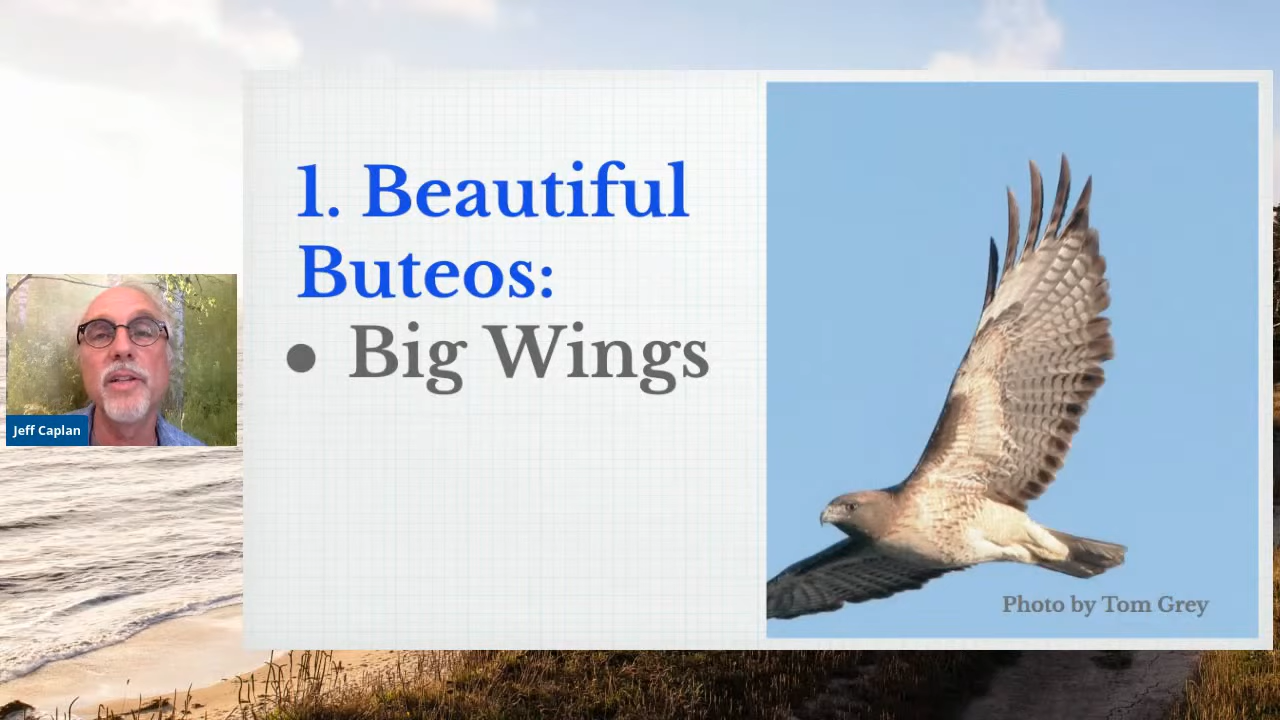 1. Beautiful
Buteos:
● Big Wings
Jeff Caplan
Photo by Tom Grey